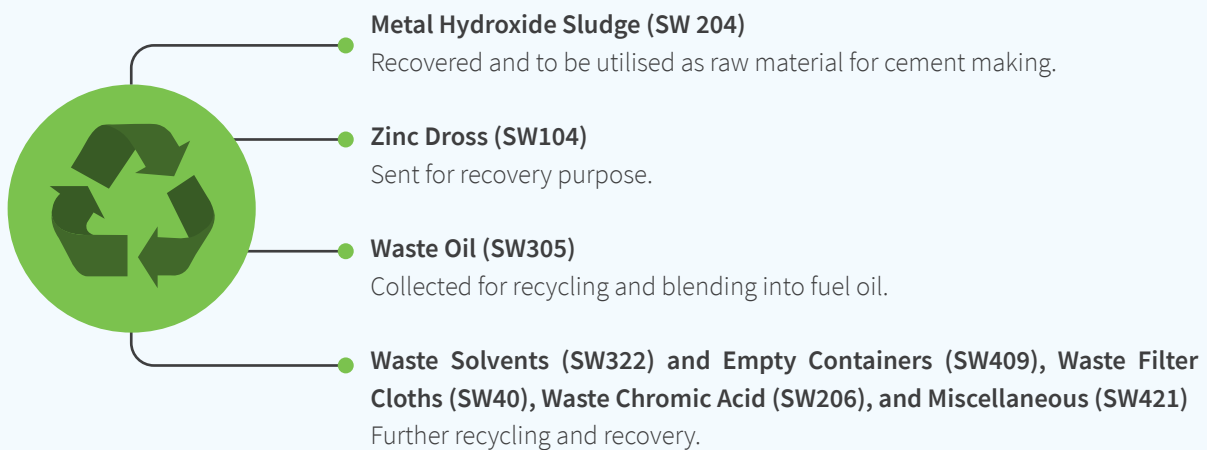 Metal Hydroxide Sludge (SW 204)
Recovered and to be utilised as raw material for cement making.
Zinc Dross (SW104)
Sent for recovery purpose.
Waste Oil (SW305)
Collected for recycling and blending into fuel oil.
Waste Solvents (SW322) and Empty Containers (SW409), Waste Filter
Cloths (SW40), Waste Chromic Acid (SW206), and Miscellaneous (SW421)
Further recycling and recovery.